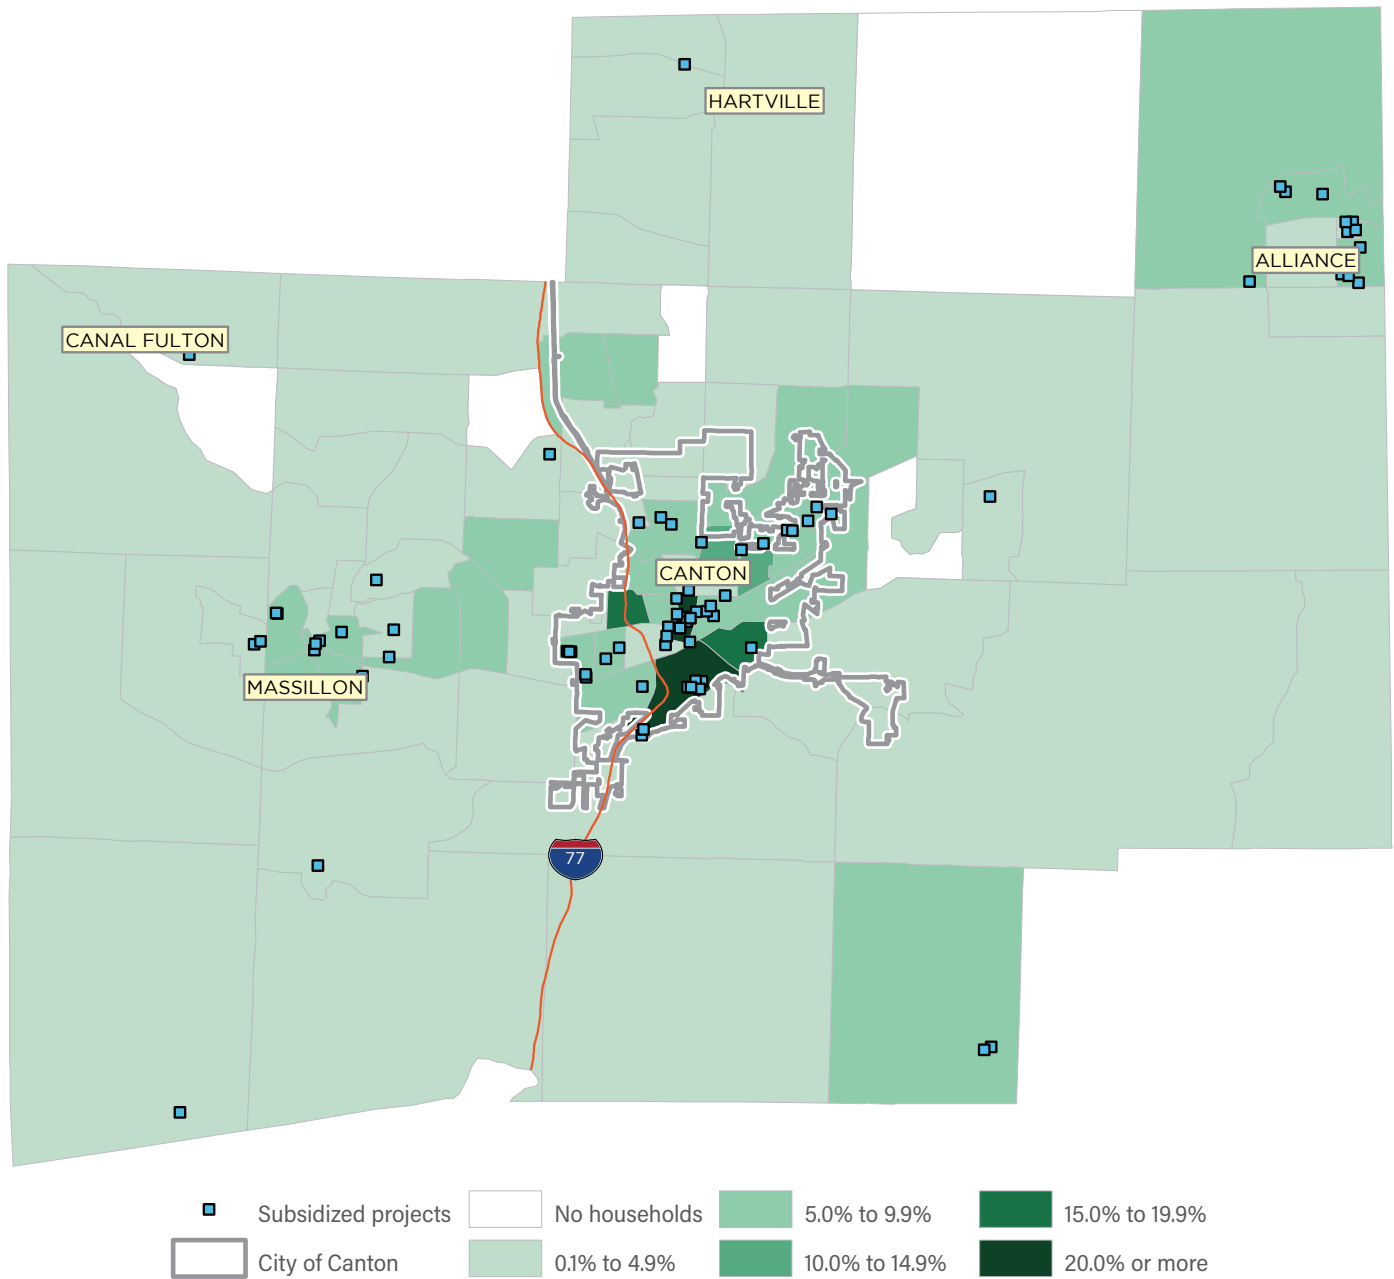 HARTVILLE
ALLIANCE
CANAL FULTON
CANTON
MASSILLON
77
Subsidized projects
No households
5.0% to 9.9%
15.0% to 19.9%
City of Canton
0.1% to 4.9%
10.0% to 14.9%
20.0% or more